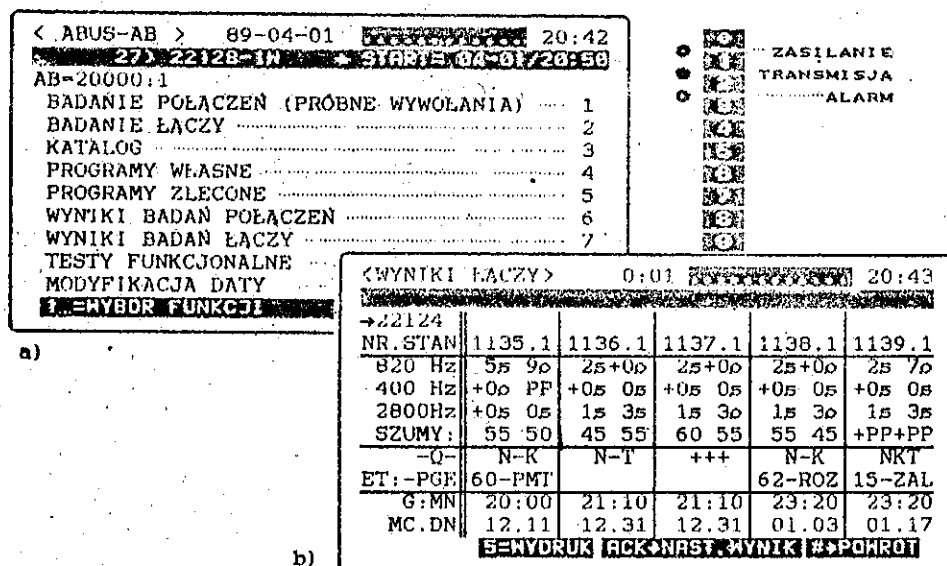 < ABUS-AB > 89-04-01 20:42
27) 22128-IN → START= 04-01/20:50
AB=20000:1
BADANIE POŁĄCZEŃ (PRÓBNE WYWOŁANIA) 1
BADANIE ŁĄCZY 2
KATALOG 3
PROGRAMY WŁASNE 4
PROGRAMY ZLECONE 5
WYNIKI BADAŃ POŁĄCZEŃ 6
WYNIKI BADAŃ ŁĄCZY 7
TESTY FUNKCJONALNE
MODYFIKACJA DATY
=WYBÓR FUNKCJI
ZASILANIE
TRANSMISJA
ALARM
a)
<WYNIKI ŁĄCZY> 0:01 20:43
→22124
NR.STAN 1135.1 1136.1 1137.1 1138.1 1139.1
820 Hz 5s 9o 2s+0o 2s+0o 2s+0o 2s 7o
400 Hz +0o PP +0s 0s +0s 0s +0s 0s +0s 0s
2800Hz +0s 0s 1s 3s 1s 3o 1s 3o 1s 3s
SZUMY: 55 50 45 55 60 55 55 45 +PP+PP
-Q- N-K N-T +++ N-K NKT
ET:-PGE 60-PMT 62-ROZ 15-ZAL
G:MN 20:00 21:10 21:10 23:20 23:20
MC.DN 12.11 12.31 12.31 01.03 01.17
5=WYDRUK ACK→NAST.WYNIK #→POWROT
b)